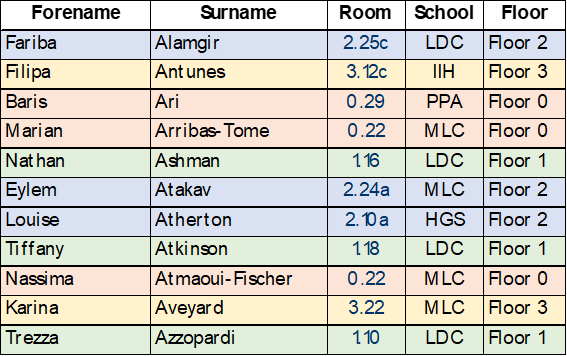 Forename Surname Room School Floor
Fariba Alamgir 2.25c LDC Floor 2
Filipa Antunes 3.12c IIH Floor 3
Baris Ari 0.29 PPA Floor 0
Marian Arribas-Tome 0.22 MLC Floor 0
Nathan Ashman 1.16 LDC Floor 1
Eylem Atakav 2.24a MLC Floor 2
Louise Atherton 2.10a HGS Floor 2
Tiffany Atkinson 1.18 LDC Floor 1
Nassima Atmaoui-Fischer 0.22 MLC Floor 0
Karina Aveyard 3.22 MLC Floor 3
Trezza Azzopardi 1.10 LDC Floor 1